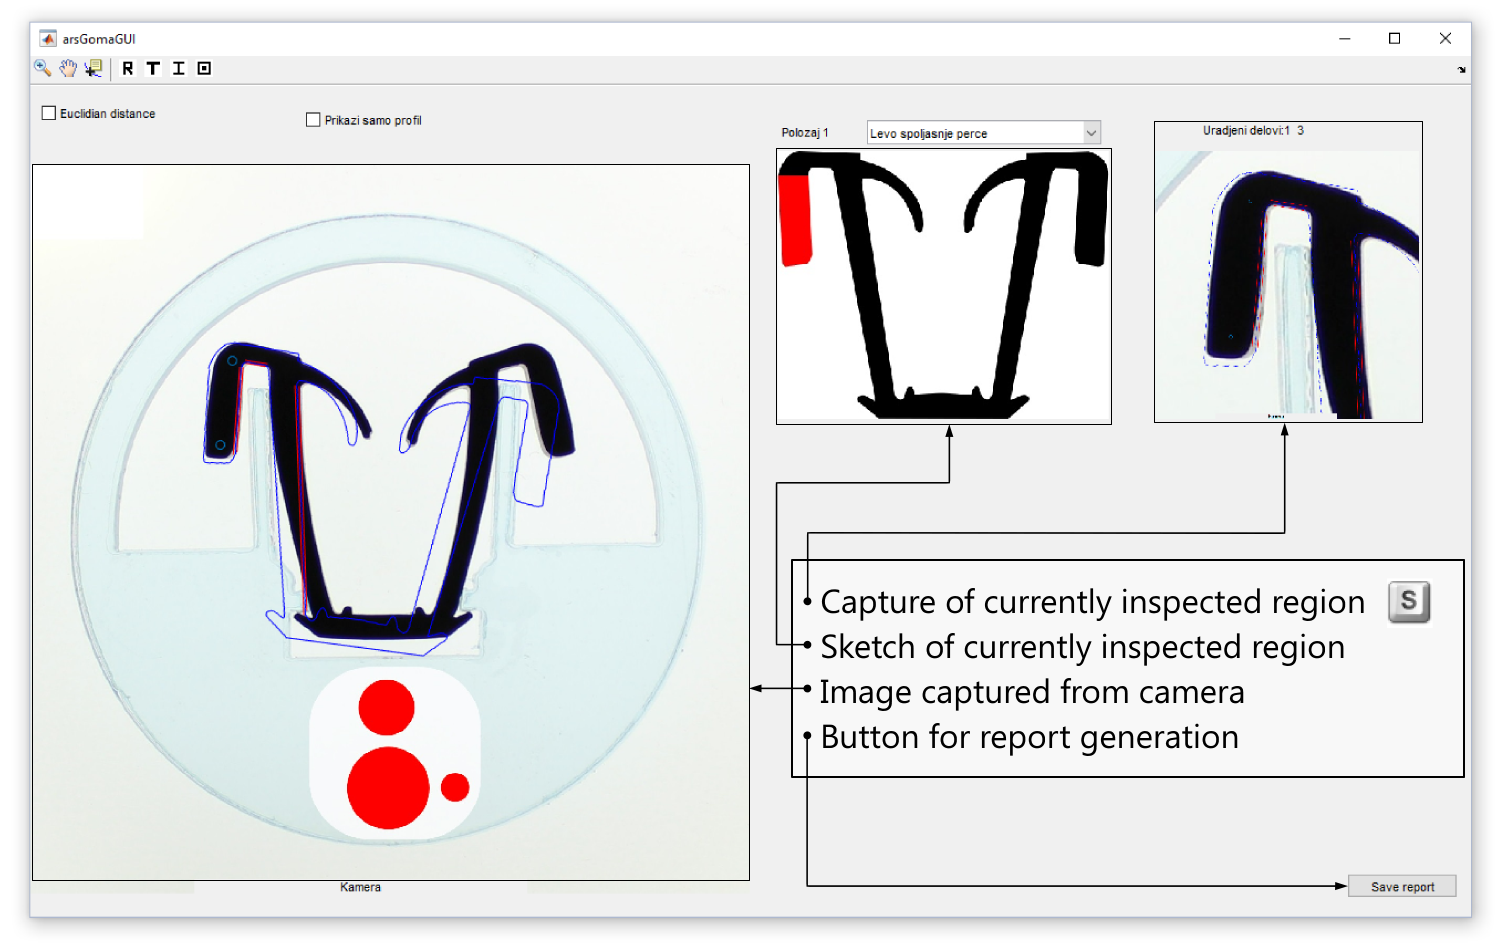 arsGomaGUI
R T I
Euclidian distance
Prikazi samo profil
Polozaj 1
Levo spoljasnje perce
Uradjeni delovi:1 3
• Capture of currently inspected region
S
• Sketch of currently inspected region
• Image captured from camera
• Button for report generation
Save report
Kamera